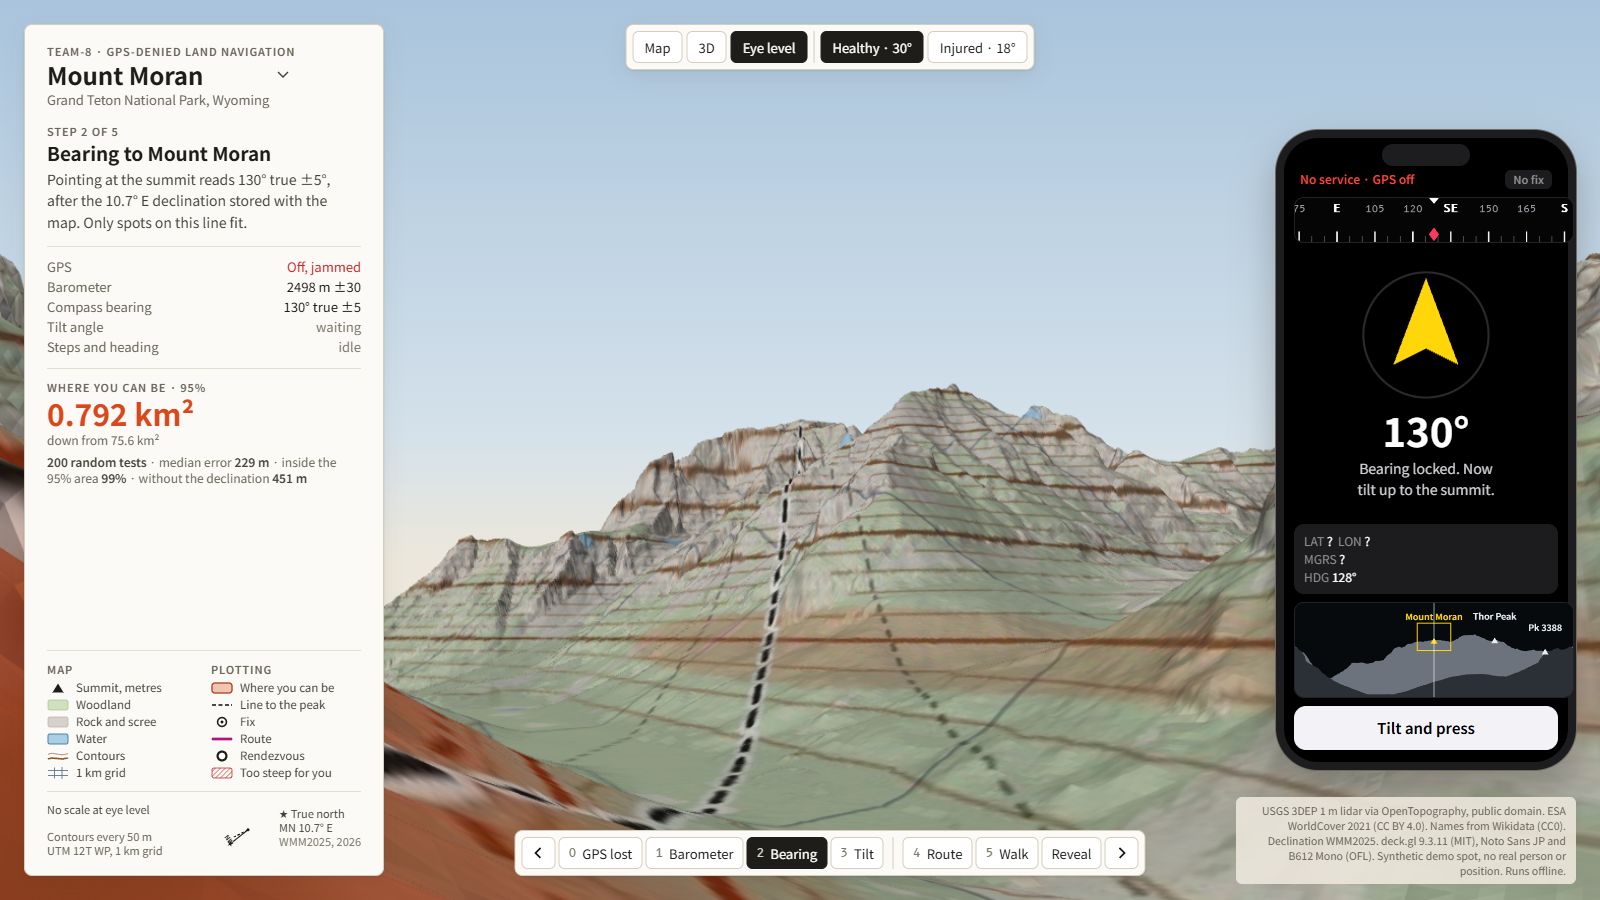 TEAM-8 · GPS-DENIED LAND NAVIGATION
Mount Moran
Grand Teton National Park, Wyoming
STEP 2 OF 5
Bearing to Mount Moran
Pointing at the summit reads 130° true ±5°,
after the 10.7° E declination stored with the
map. Only spots on this line fit.
GPS Off, jammed
Barometer 2498 m ±30
Compass bearing 130° true ±5
Tilt angle waiting
Steps and heading idle
WHERE YOU CAN BE · 95%
0.792 km²
down from 75.6 km²
200 random tests · median error 229 m · inside the
95% area 99% · without the declination 451 m
MAP
Summit, metres
Woodland
Rock and scree
Water
Contours
1 km grid
PLOTTING
Where you can be
Line to the peak
Fix
Route
Rendezvous
Too steep for you
No scale at eye level
Contours every 50 m
UTM 12T WP, 1 km grid
★ True north
MN 10.7° E
WMM2025, 2026
Map 3D Eye level Healthy · 30° Injured · 18°
No service · GPS off No fix
75 E 105 120 SE 150 165 S
130°
Bearing locked. Now
tilt up to the summit.
LAT ? LON ?
MGRS ?
HDG 128°
Mount Moran Thor Peak
Pk 3388
Tilt and press
0 GPS lost 1 Barometer 2 Bearing 3 Tilt 4 Route 5 Walk Reveal
USGS 3DEP 1 m lidar via OpenTopography, public domain. ESA
WorldCover 2021 (CC BY 4.0). Names from Wikidata (CC0).
Declination WMM2025. deck.gl 9.3.11 (MIT), Noto Sans JP and
B612 Mono (OFL). Synthetic demo spot, no real person or
position. Runs offline.